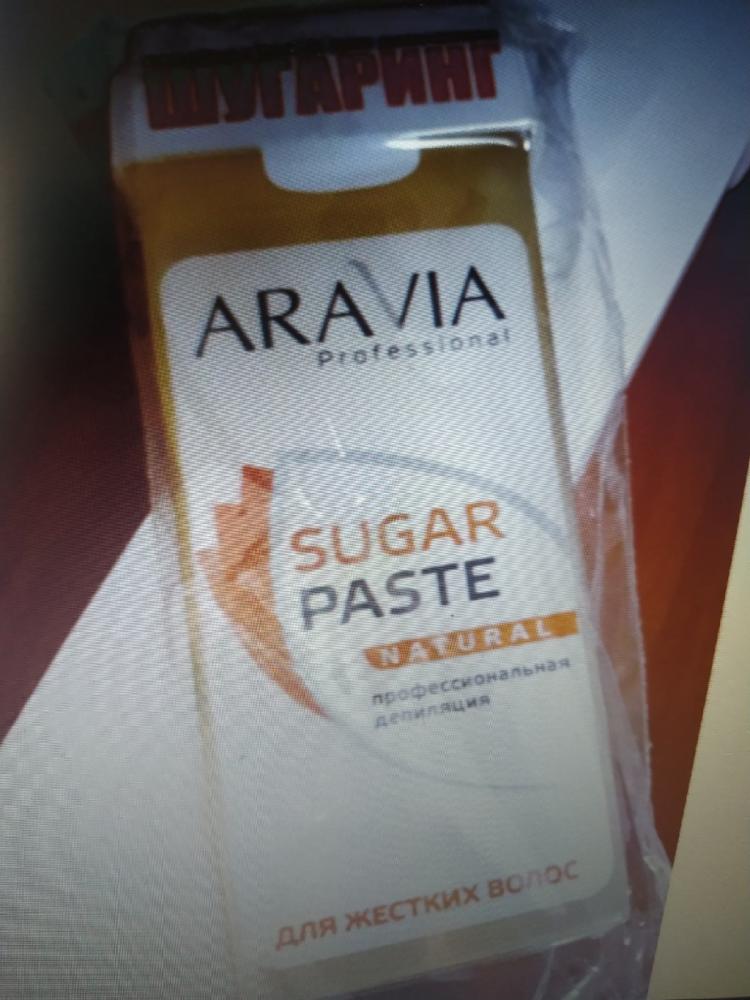 ШУГАРИНГ
ARAVIA
Professional
SUGAR
PASTE
NATURAL
профессиональная
депиляция
ДЛЯ ЖЕСТКИХ ВОЛОС